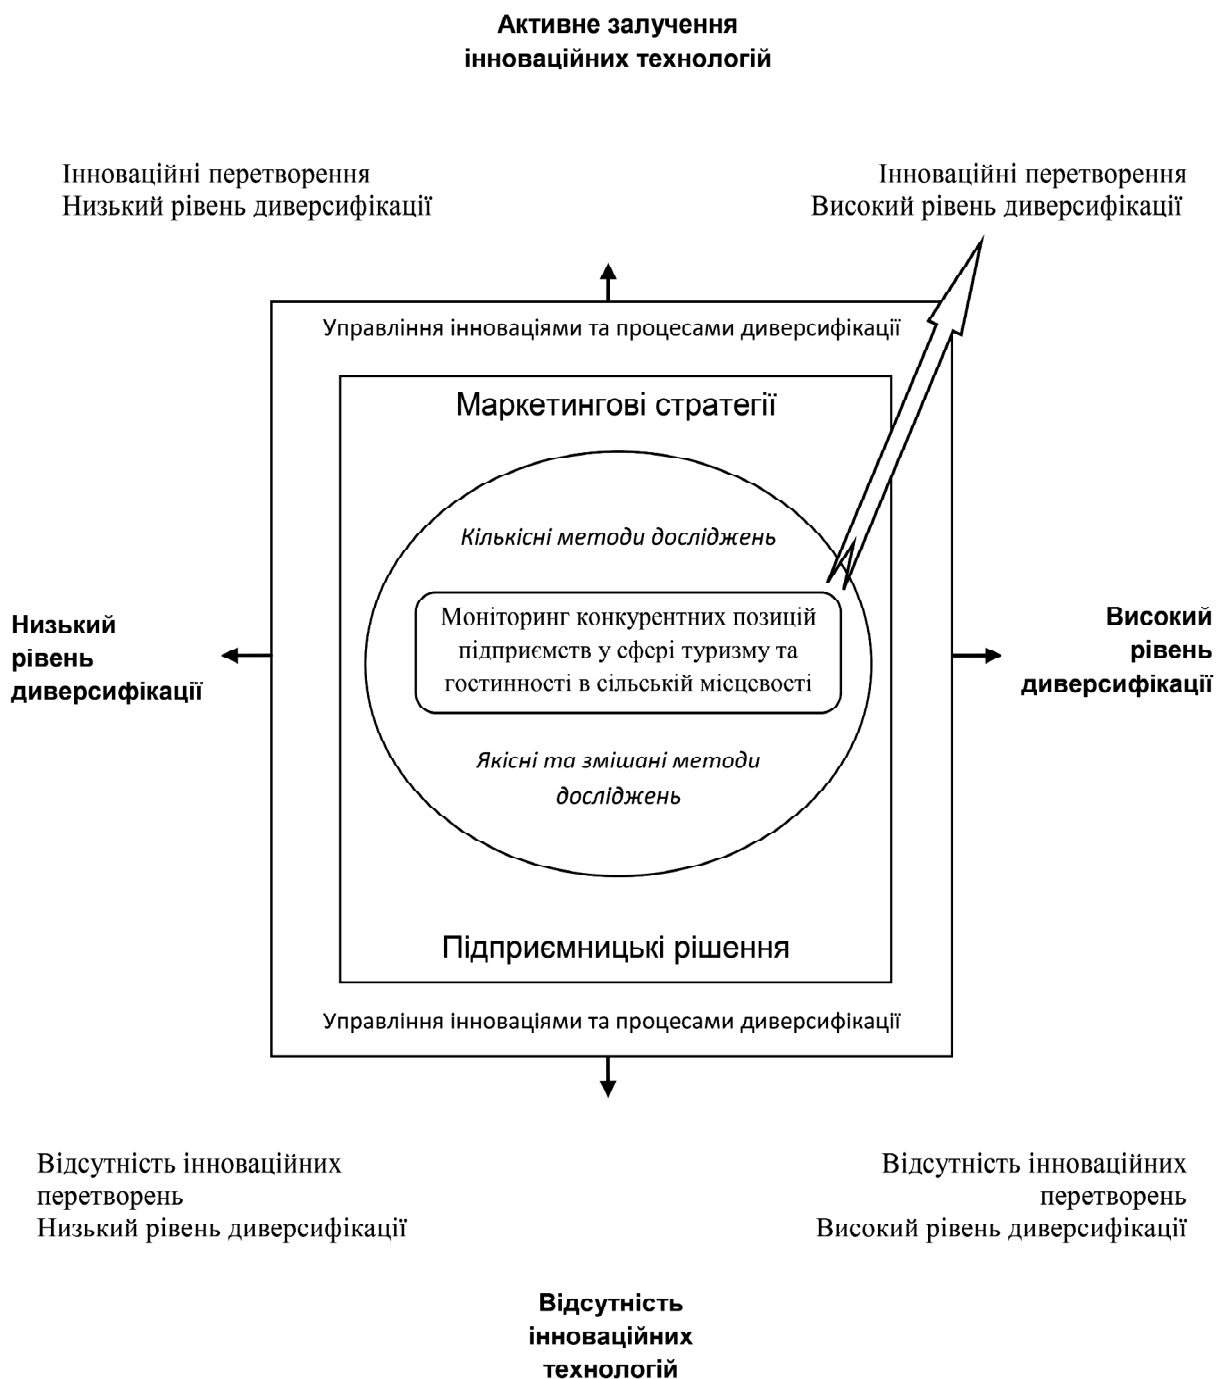 Активне залучення
інноваційних технологій
Інноваційні перетворення
Низький рівень диверсифікації
Інноваційні перетворення
Високий рівень диверсифікації
Управління інноваціями та процесами диверсифікації
Маркетингові стратегії
Кількісні методи досліджень
Низький
рівень
диверсифікації
Моніторинг конкурентних позицій
підприємств у сфері туризму та
гостинності в сільській місцевості
Високий
рівень
диверсифікації
Якісні та змішані методи
досліджень
Підприємницькі рішення
Управління інноваціями та процесами диверсифікації
Відсутність інноваційних
перетворень
Низький рівень диверсифікації
Відсутність інноваційних
перетворень
Високий рівень диверсифікації
Відсутність
інноваційних
технологій